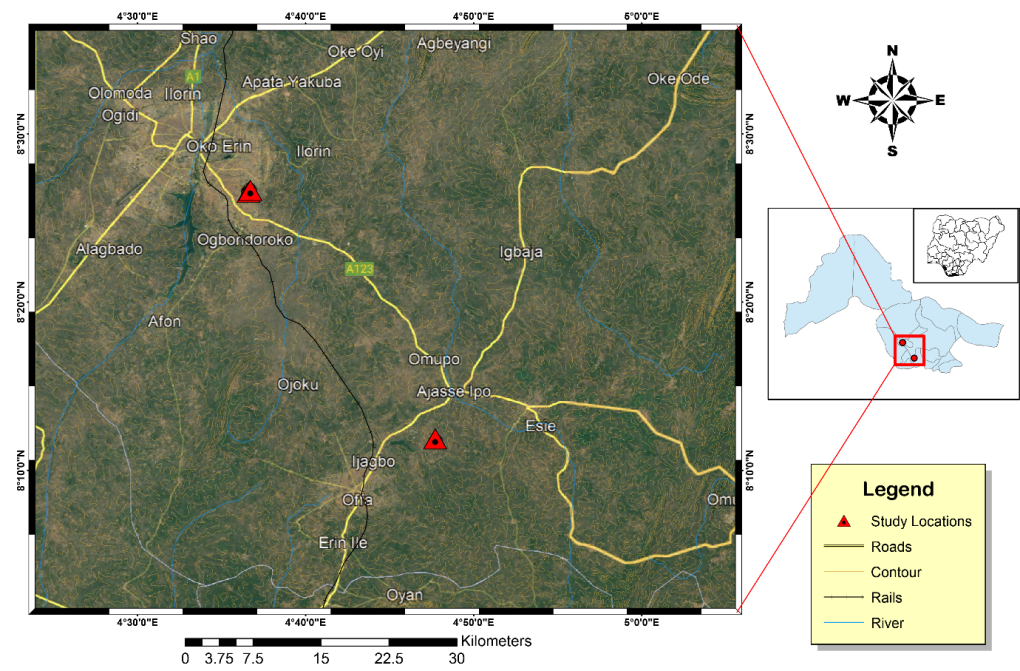 4°30'0"E 4°40'0"E 4°50'0"E 5°0'0"E
Shao
Oke Oyi
Agbeyangi
A1
Apata Yakuba
Oke Ode
Olomoda
Ilorin
Ogidi
8°30'0"N
8°30'0"N
Oko Erin
Ilorin
Alagbado
Ogbondoroko
Igbaja
A123
8°20'0"N
8°20'0"N
Afon
Omupo
Ojoku
Ajasse Ipo
Esie
Ijagbo
8°10'0"N
8°10'0"N
Offa
Omu
Erin Ile
Oyan
4°30'0"E 4°40'0"E 4°50'0"E 5°0'0"E
Kilometers
0 3.75 7.5 15 22.5 30
N
W E
S
Legend
Study Locations
Roads
Contour
Rails
River